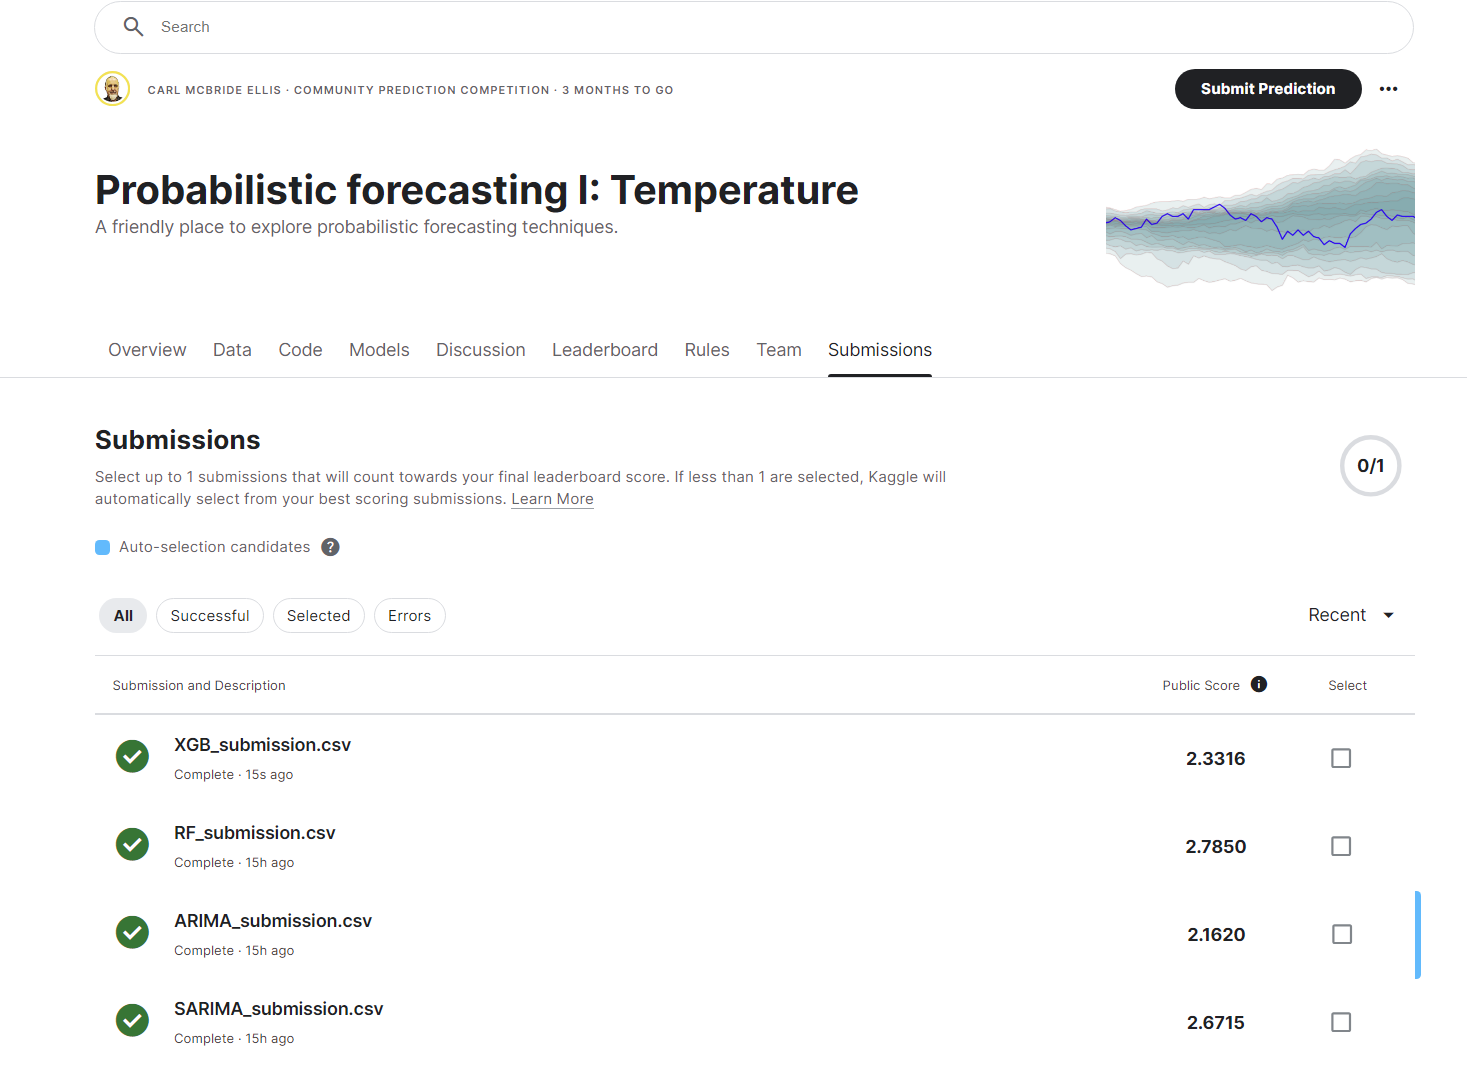 Search
CARL MCBRIDE ELLIS · COMMUNITY PREDICTION COMPETITION · 3 MONTHS TO GO
Submit Prediction
Probabilistic forecasting I: Temperature
A friendly place to explore probabilistic forecasting techniques.
Overview Data Code Models Discussion Leaderboard Rules Team Submissions
Submissions
Select up to 1 submissions that will count towards your final leaderboard score. If less than 1 are selected, Kaggle will
automatically select from your best scoring submissions. Learn More
0/1
Auto-selection candidates ?
All Successful Selected Errors Recent
Submission and Description Public Score i Select
XGB_submission.csv
Complete · 15s ago
2.3316
RF_submission.csv
Complete · 15h ago
2.7850
ARIMA_submission.csv
Complete · 15h ago
2.1620
SARIMA_submission.csv
Complete · 15h ago
2.6715